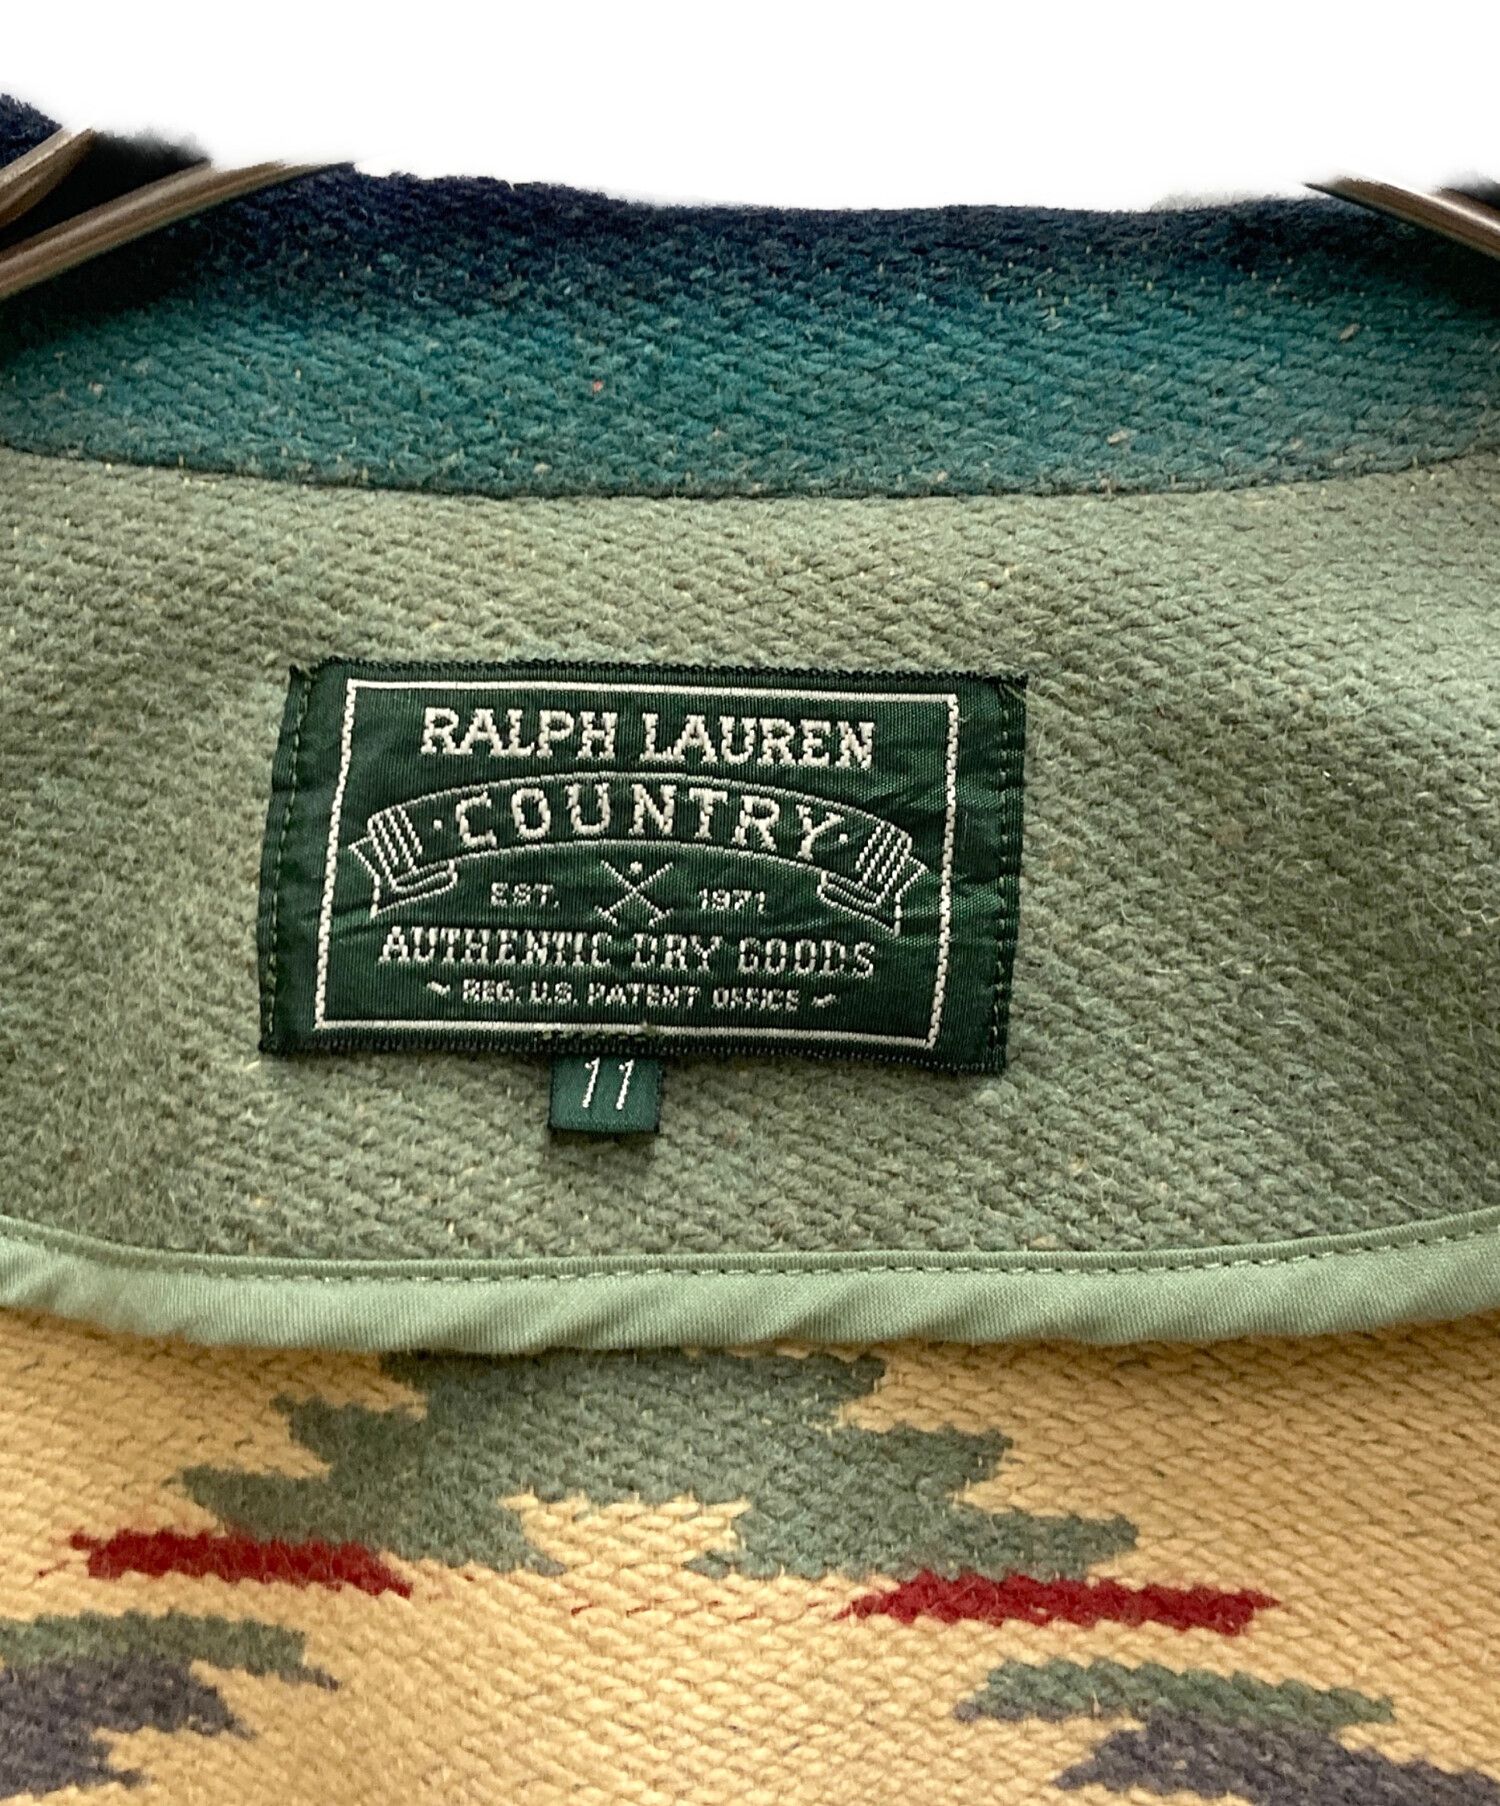 RALPH LAUREN
· COUNTRY ·
EST. 1971
AUTHENTIC DRY GOODS
~ REG. U.S. PATENT OFFICE ~
11